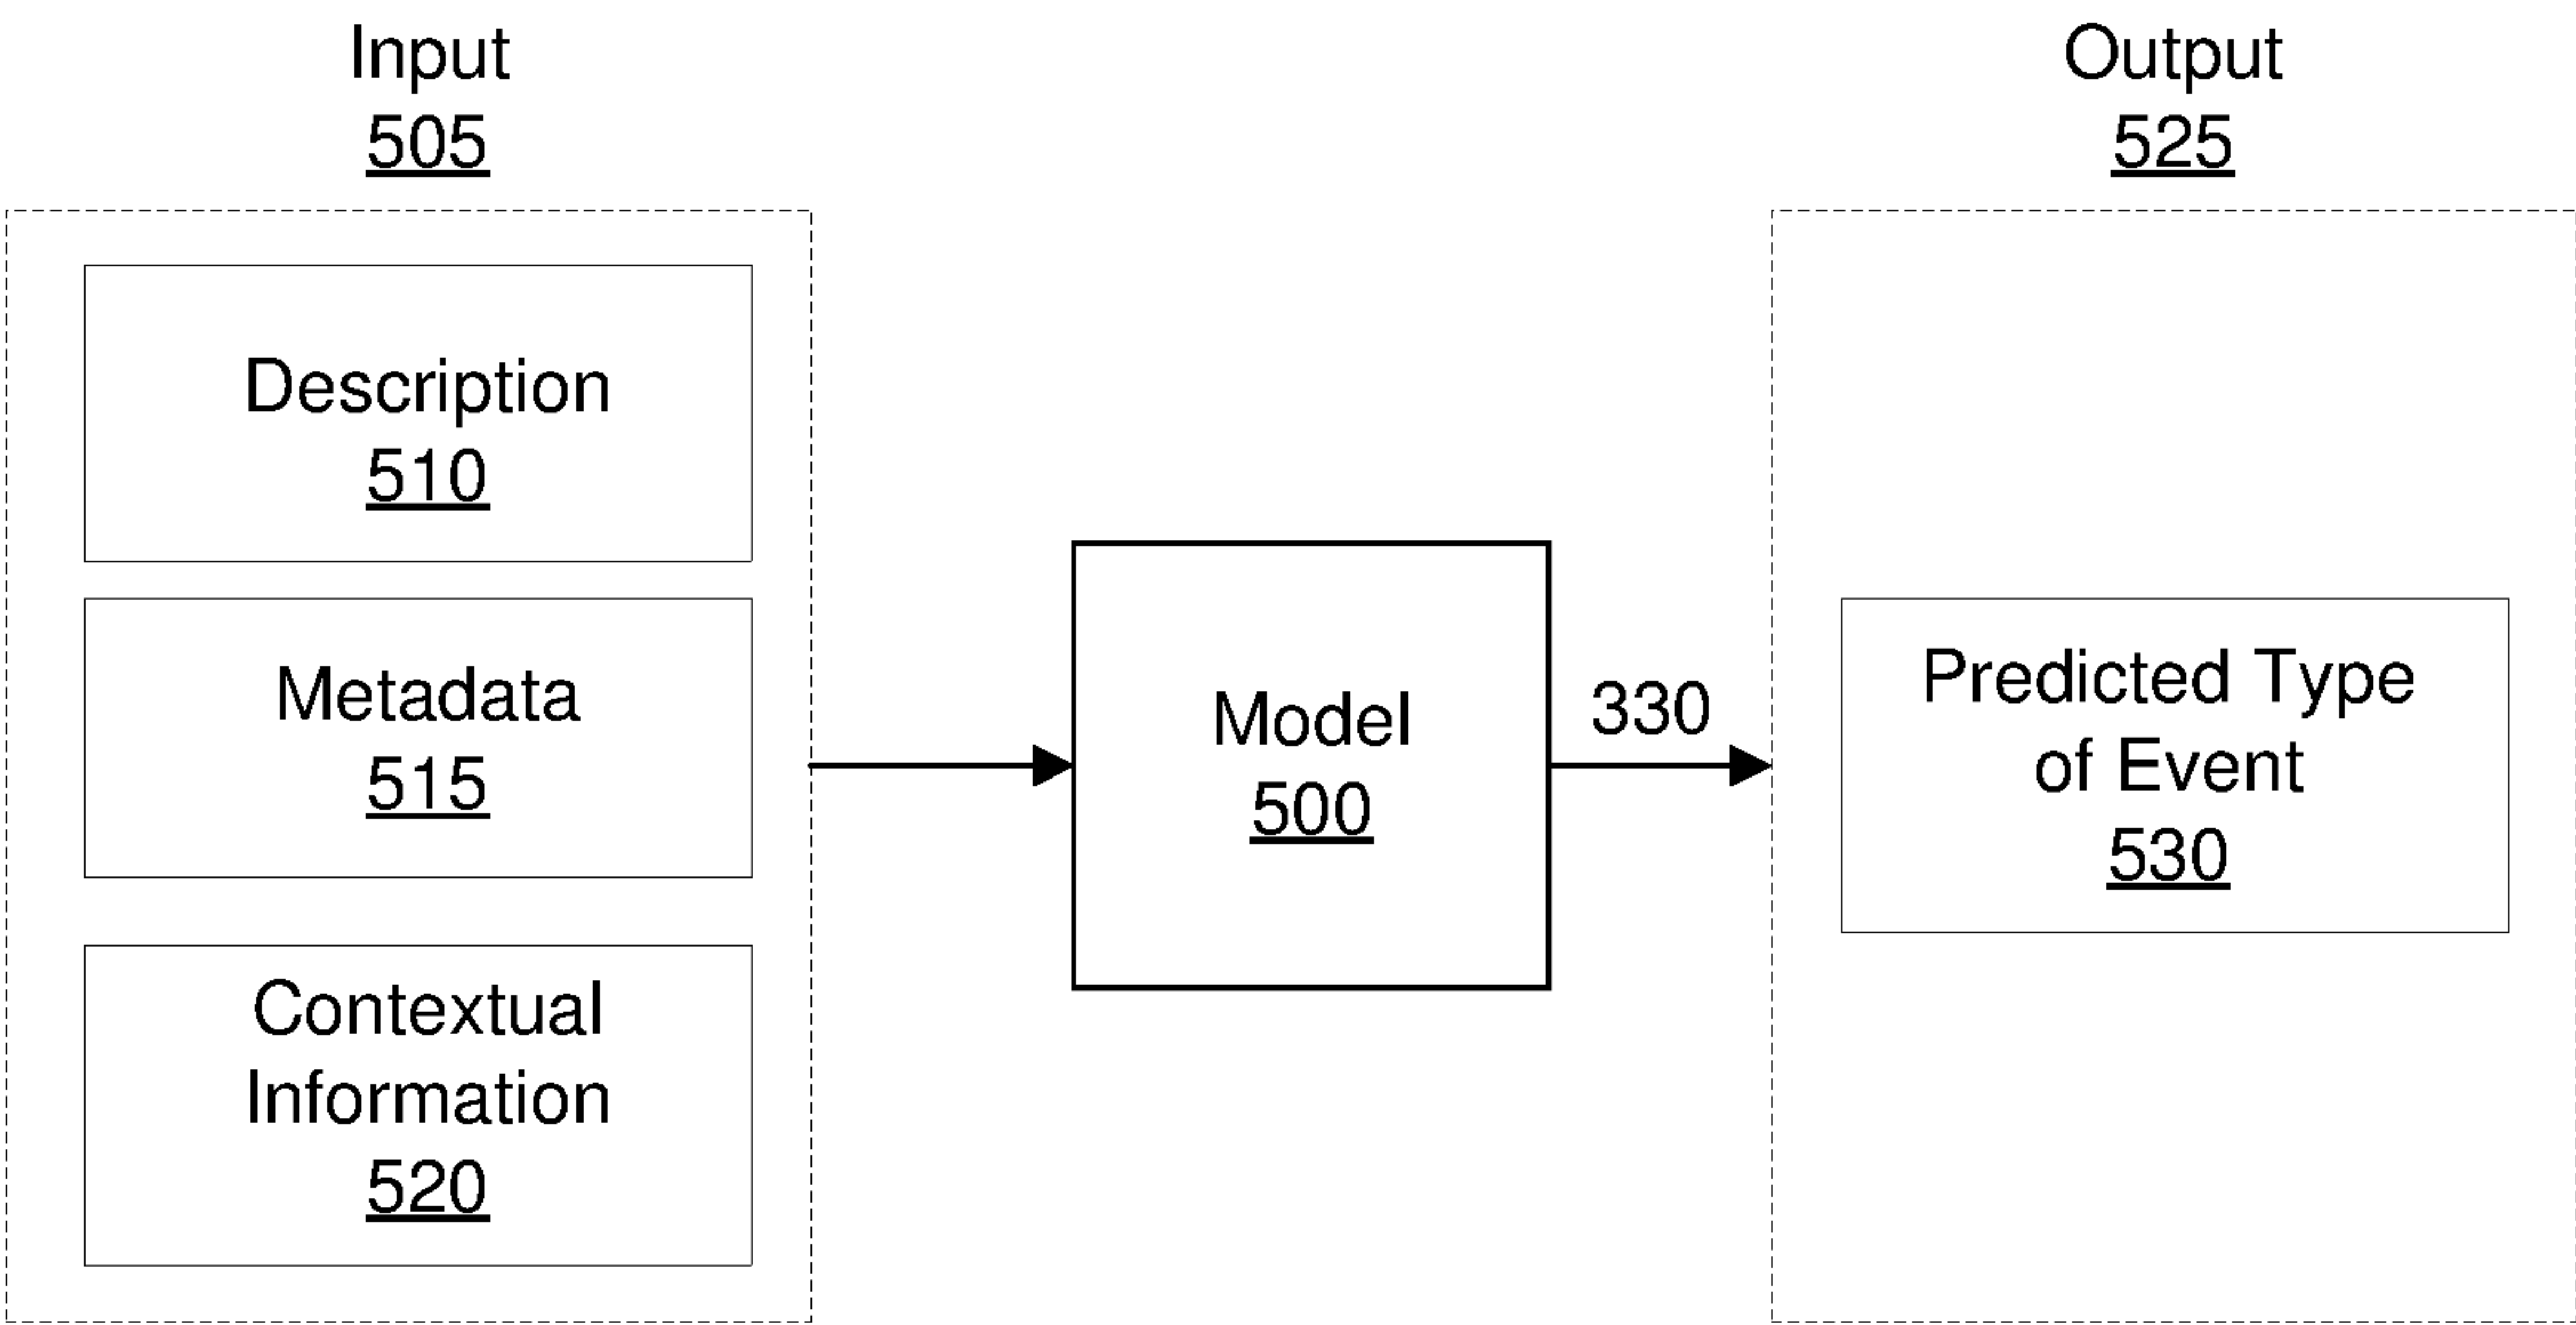 Input
505
Description
510
Metadata
515
Contextual
Information
520
Model
500
330
Output
525
Predicted Type
of Event
530